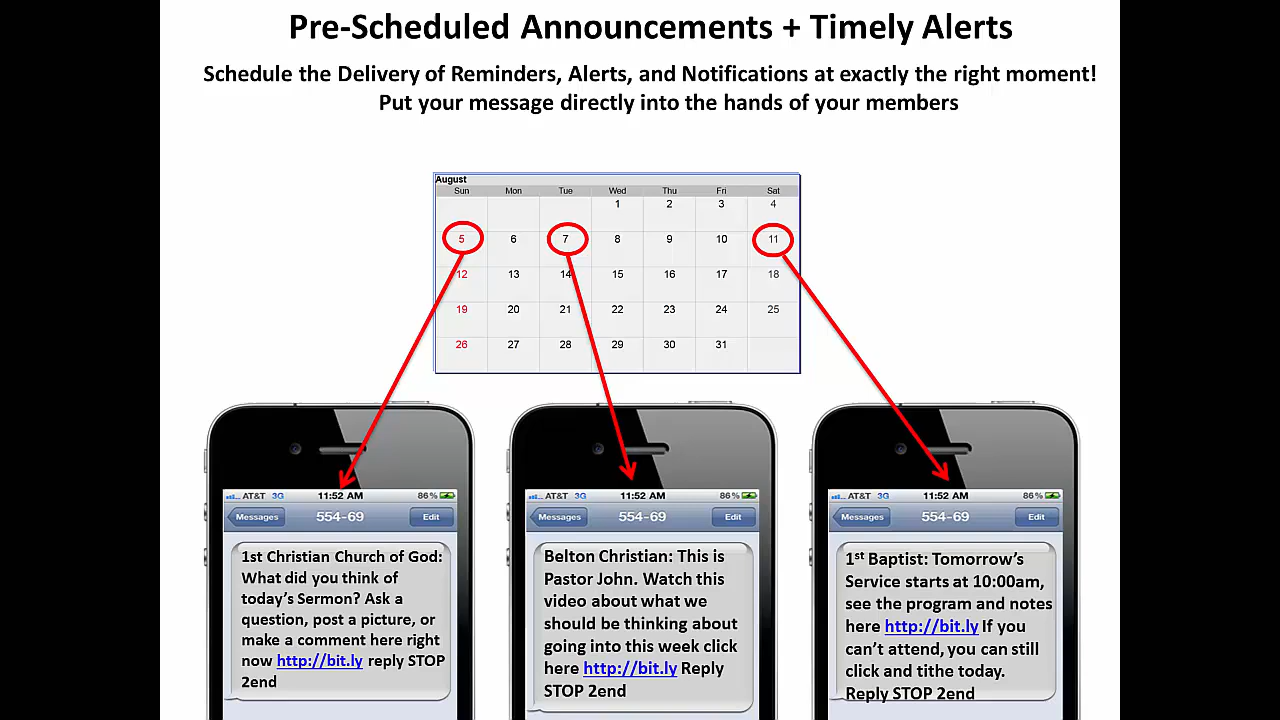 Pre-Scheduled Announcements + Timely Alerts
Schedule the Delivery of Reminders, Alerts, and Notifications at exactly the right moment!
Put your message directly into the hands of your members
August
Sun Mon Tue Wed Thu Fri Sat
1 2 3 4
5 6 7 8 9 10 11
12 13 14 15 16 17 18
19 20 21 22 23 24 25
26 27 28 29 30 31
AT&T 3G 11:52 AM 86%
Messages 554-69 Edit
1st Christian Church of God:
What did you think of
today's Sermon? Ask a
question, post a picture, or
make a comment here right
now http://bit.ly reply STOP
2end
AT&T 3G 11:52 AM 86%
Messages 554-69 Edit
Belton Christian: This is
Pastor John. Watch this
video about what we
should be thinking about
going into this week click
here http://bit.ly Reply
STOP 2end
AT&T 3G 11:52 AM 86%
Messages 554-69 Edit
1st Baptist: Tomorrow's
Service starts at 10:00am,
see the program and notes
here http://bit.ly If you
can't attend, you can still
click and tithe today.
Reply STOP 2end